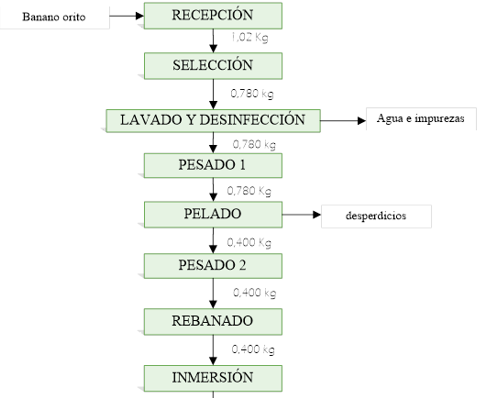 Banano orito
RECEPCIÓN
1,02 Kg
SELECCIÓN
0,780 kg
LAVADO Y DESINFECCIÓN
Agua e impurezas
0,780 kg
PESADO 1
0,780 Kg
PELADO
desperdicios
0,400 Kg
PESADO 2
0,400 kg
REBANADO
0,400 kg
INMERSIÓN